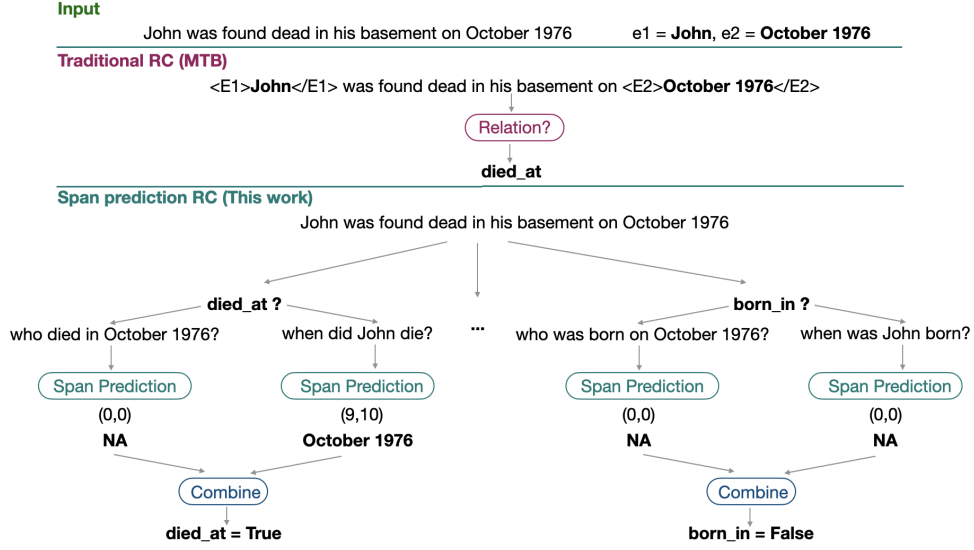 Input
John was found dead in his basement on October 1976 e1 = John, e2 = October 1976
Traditional RC (MTB)
<E1>John</E1> was found dead in his basement on <E2>October 1976</E2>
Relation?
died_at
Span prediction RC (This work)
John was found dead in his basement on October 1976
died_at ? born_in ?
who died in October 1976? when did John die? ... who was born on October 1976? when was John born?
Span Prediction Span Prediction Span Prediction Span Prediction
(0,0) (9,10) (0,0) (0,0)
NA October 1976 NA NA
Combine Combine
died_at = True born_in = False